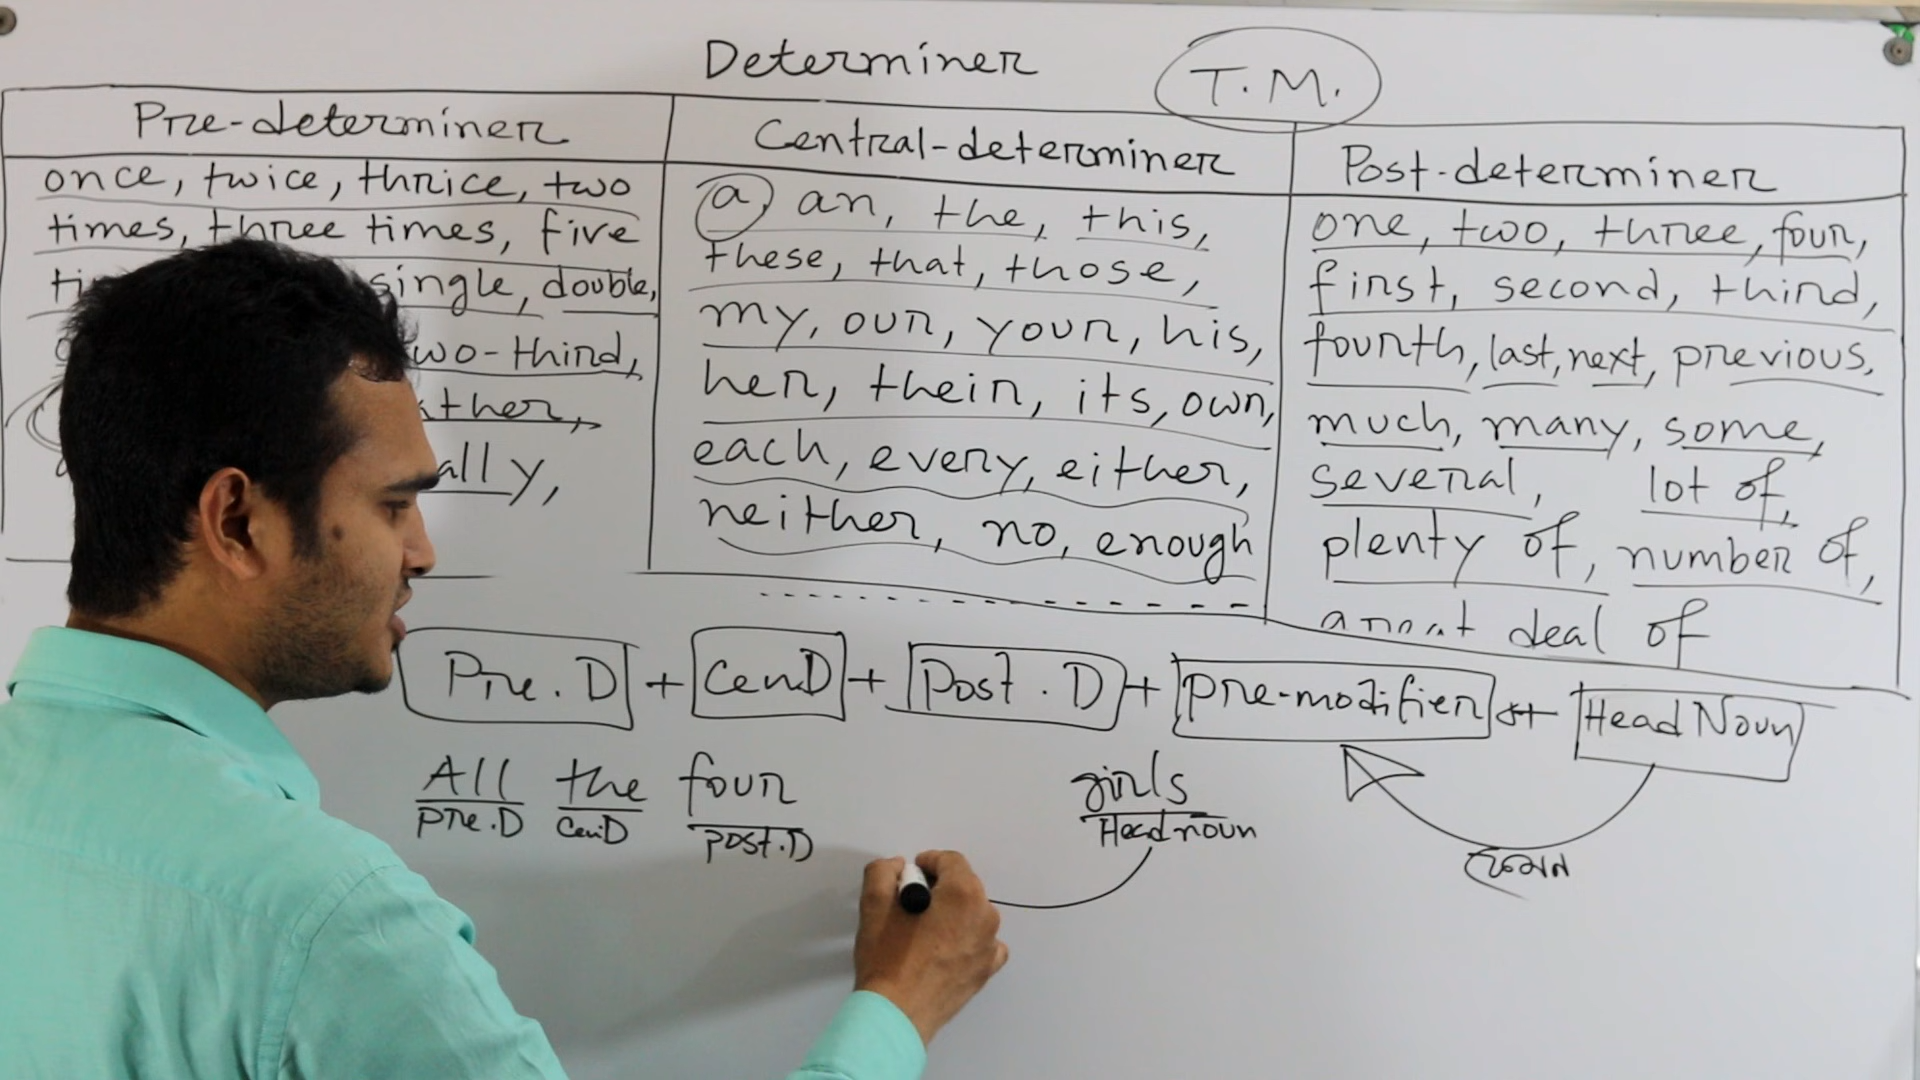 Determiner
T.M.
Pre-determiner
Central-determiner
Post-determiner
once, twice, thrice, two
times, three times, five
single, double,
two-third,
ally,
a, an, the, this,
these, that, those,
my, our, your, his,
her, their, its, own,
each, every, either,
neither, no, enough
one, two, three, four,
first, second, third,
fourth, last, next, previous,
much, many, some,
several, lot of,
plenty of, number of,
deal of
Pre.D + Cen.D + Post.D + pre-modifier + Head Noun
All the four girls
Pre.D Cen.D Post.D Head noun